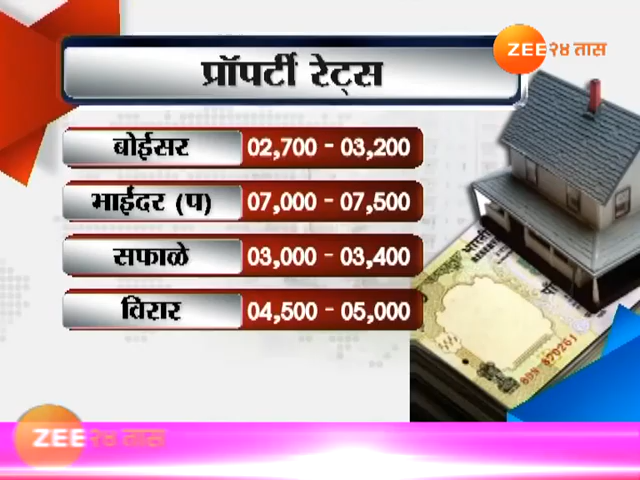 ZEE २४ तास
प्रॉपर्टी रेट्स
बोईसर 02,700 - 03,200
भाईंदर (प) 07,000 - 07,500
सफाळे 03,000 - 03,400
विरार 04,500 - 05,000
ZEE २४ तास